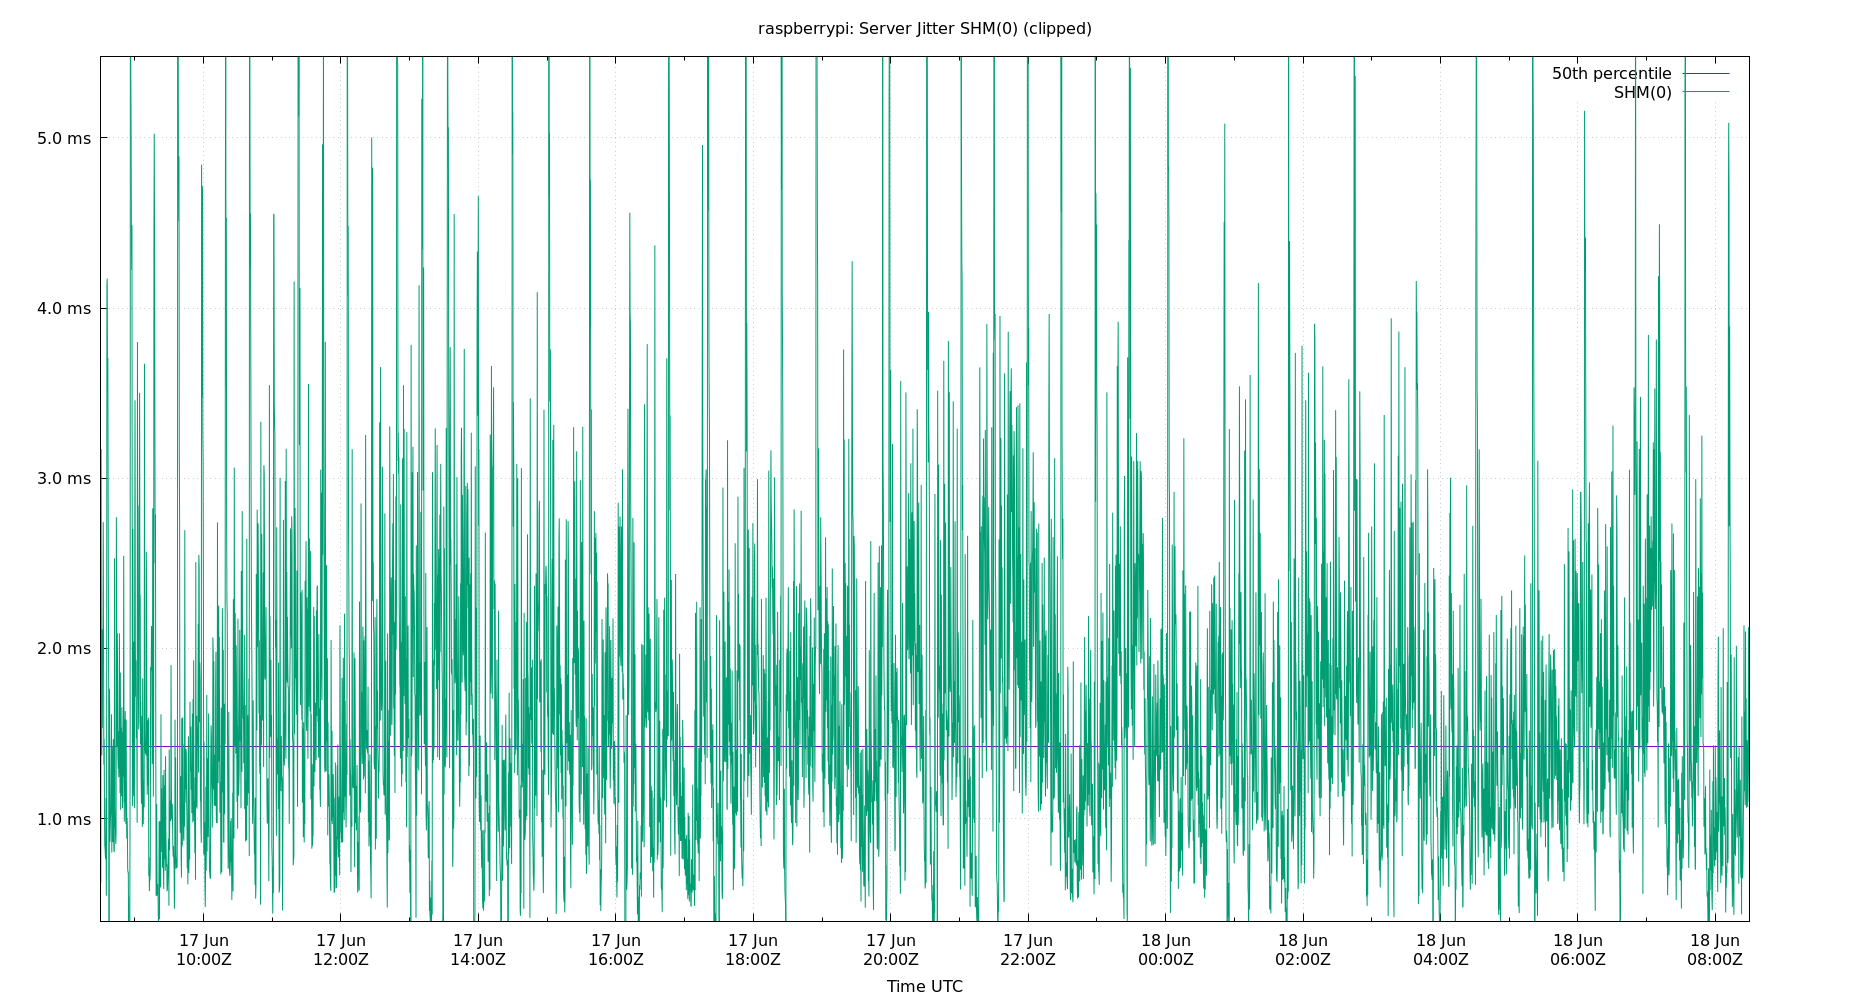 raspberrypi: Server Jitter SHM(0) (clipped)
50th percentile
SHM(0)
5.0 ms
4.0 ms
3.0 ms
2.0 ms
1.0 ms
17 Jun 17 Jun 17 Jun 17 Jun 17 Jun 17 Jun 17 Jun 18 Jun 18 Jun 18 Jun 18 Jun 18 Jun
10:00Z 12:00Z 14:00Z 16:00Z 18:00Z 20:00Z 22:00Z 00:00Z 02:00Z 04:00Z 06:00Z 08:00Z
Time UTC